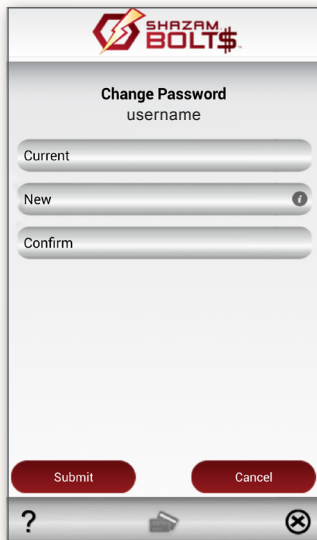 SHAZAM
BOLT$
Change Password
username
Current
New
i
Confirm
Submit
Cancel
?